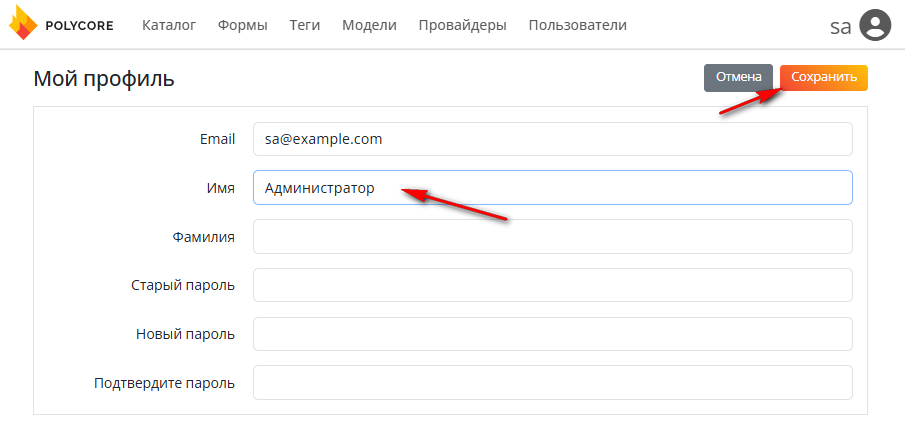 POLYCORE Каталог Формы Теги Модели Провайдеры Пользователи sa
Мой профиль Отмена Сохранить
Email sa@example.com
Имя Администратор
Фамилия
Старый пароль
Новый пароль
Подтвердите пароль